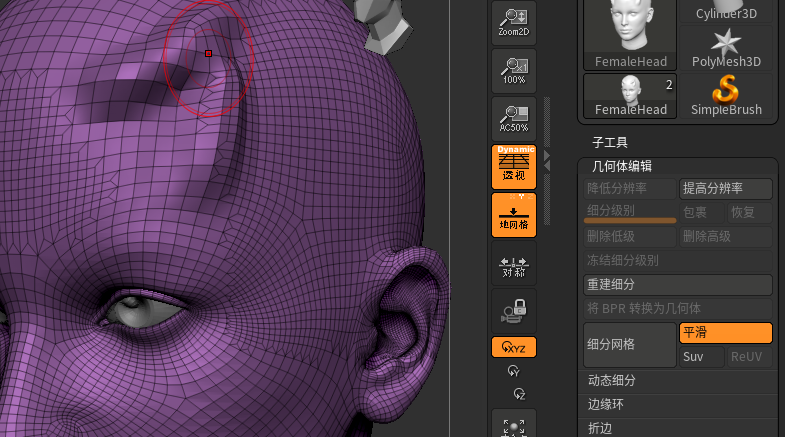 Zoom2D
100%
AC50%
Dynamic
透视
X Y Z
地网格
对称
XYZ
Y
Z
FemaleHead
Cylinder3D
PolyMesh3D
2
FemaleHead
SimpleBrush
子工具
几何体编辑
降低分辨率
提高分辨率
细分级别
包裹
恢复
删除低级
删除高级
冻结细分级别
重建细分
将 BPR 转换为几何体
细分网格
平滑
Suv
ReUV
动态细分
边缘环
折边